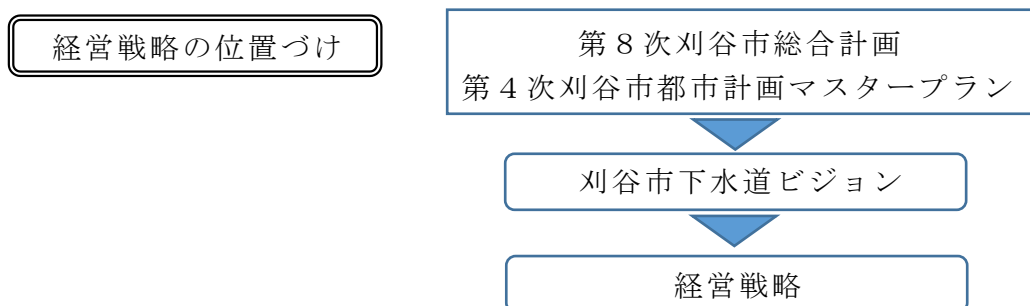 経営戦略の位置づけ
第８次刈谷市総合計画
第４次刈谷市都市計画マスタープラン
刈谷市下水道ビジョン
経営戦略